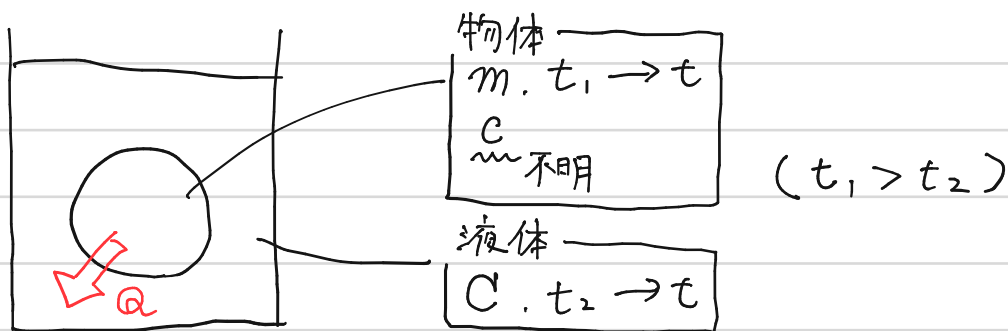 物体
m. t₁ → t
c
不明
(t₁ > t₂)
液体
C. t₂ → t
Q